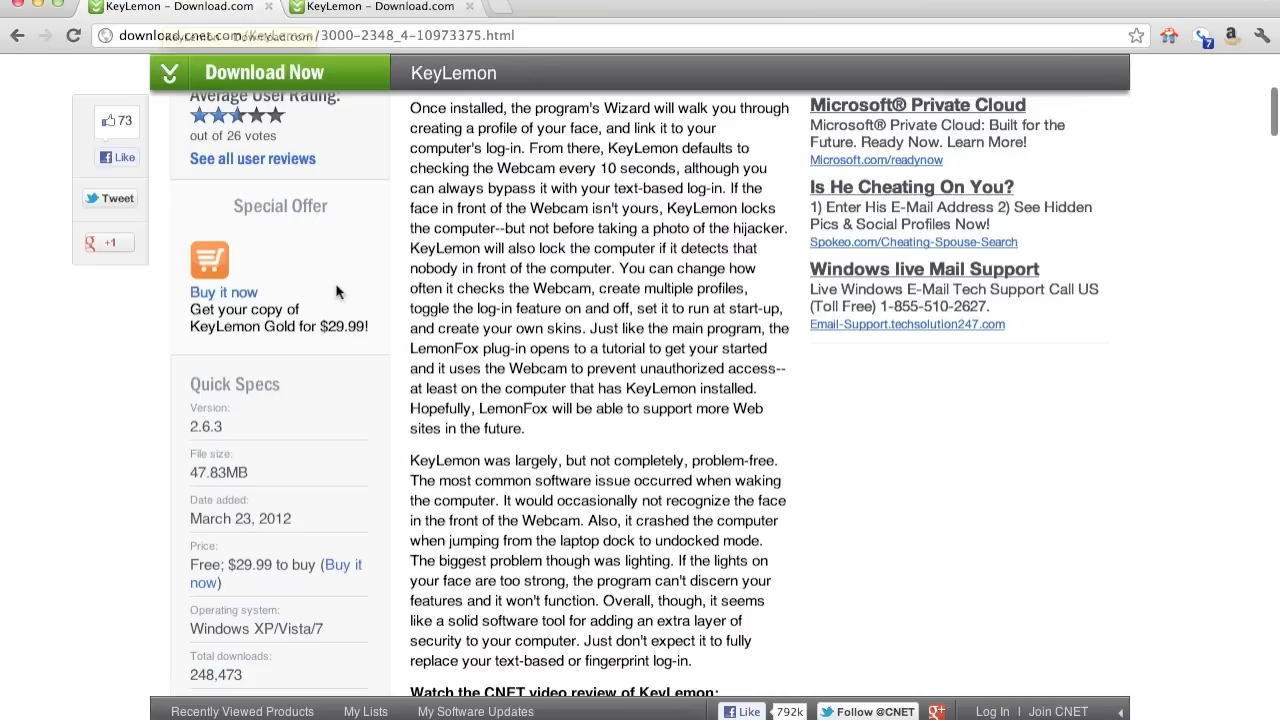 KeyLemon – Download.com
KeyLemon – Download.com
download.cnet.com/KeyLemon/3000-2348_4-10973375.html
Download Now
KeyLemon
Average User Rating:
out of 26 votes
See all user reviews
73
Like
Tweet
+1
Special Offer
Buy it now
Get your copy of
KeyLemon Gold for $29.99!
Quick Specs
Version:
2.6.3
File size:
47.83MB
Date added:
March 23, 2012
Price:
Free; $29.99 to buy (Buy it
now)
Operating system:
Windows XP/Vista/7
Total downloads:
248,473
Once installed, the program's Wizard will walk you through
creating a profile of your face, and link it to your
computer's log-in. From there, KeyLemon defaults to
checking the Webcam every 10 seconds, although you
can always bypass it with your text-based log-in. If the
face in front of the Webcam isn't yours, KeyLemon locks
the computer--but not before taking a photo of the hijacker.
KeyLemon will also lock the computer if it detects that
nobody in front of the computer. You can change how
often it checks the Webcam, create multiple profiles,
toggle the log-in feature on and off, set it to run at start-up,
and create your own skins. Just like the main program, the
LemonFox plug-in opens to a tutorial to get your started
and it uses the Webcam to prevent unauthorized access--
at least on the computer that has KeyLemon installed.
Hopefully, LemonFox will be able to support more Web
sites in the future.
KeyLemon was largely, but not completely, problem-free.
The most common software issue occurred when waking
the computer. It would occasionally not recognize the face
in the front of the Webcam. Also, it crashed the computer
when jumping from the laptop dock to undocked mode.
The biggest problem though was lighting. If the lights on
your face are too strong, the program can't discern your
features and it won't function. Overall, though, it seems
like a solid software tool for adding an extra layer of
security to your computer. Just don't expect it to fully
replace your text-based or fingerprint log-in.
Watch the CNET video review of KeyLemon:
Microsoft® Private Cloud
Microsoft® Private Cloud: Built for the
Future. Ready Now. Learn More!
Microsoft.com/readynow
Is He Cheating On You?
1) Enter His E-Mail Address 2) See Hidden
Pics & Social Profiles Now!
Spokeo.com/Cheating-Spouse-Search
Windows live Mail Support
Live Windows E-Mail Tech Support Call US
(Toll Free) 1-855-510-2627.
Email-Support.techsolution247.com
Recently Viewed Products
My Lists
My Software Updates
Like
792k
Follow @CNET
Log In | Join CNET
7